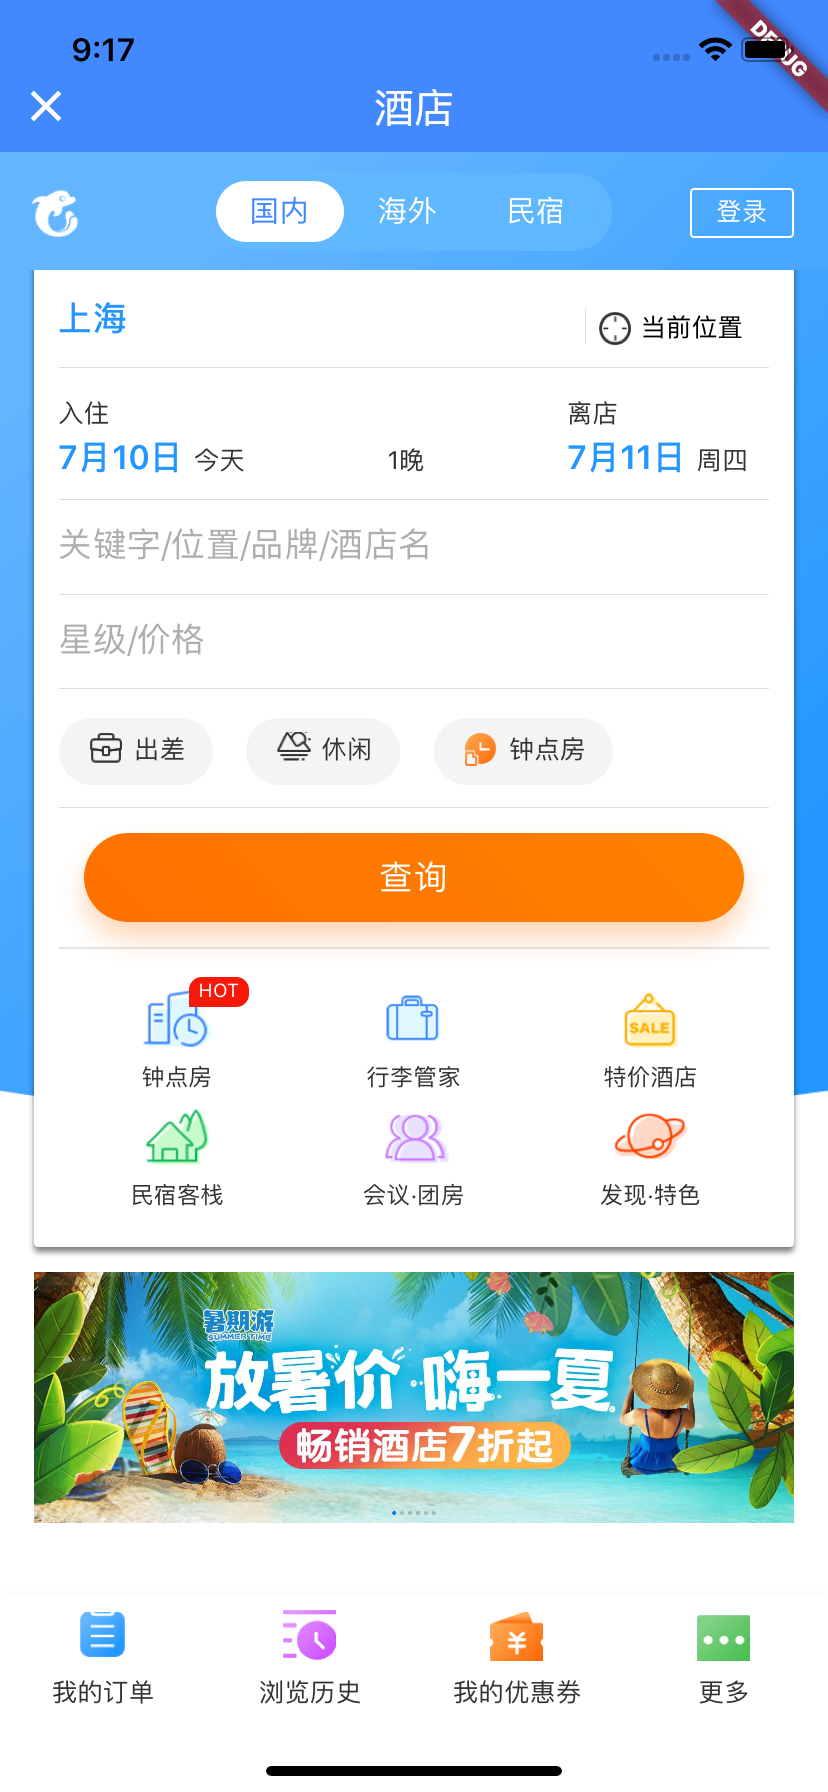 9:17
DEBUG
酒店
国内 海外 民宿 登录
上海 当前位置
入住 离店
7月10日 今天 1晚 7月11日 周四
关键字/位置/品牌/酒店名
星级/价格
出差 休闲 钟点房
查询
HOT
SALE
钟点房 行李管家 特价酒店
民宿客栈 会议·团房 发现·特色
暑期游
SUMMER TIME
放暑价 嗨一夏
畅销酒店7折起
我的订单 浏览历史 我的优惠券 更多